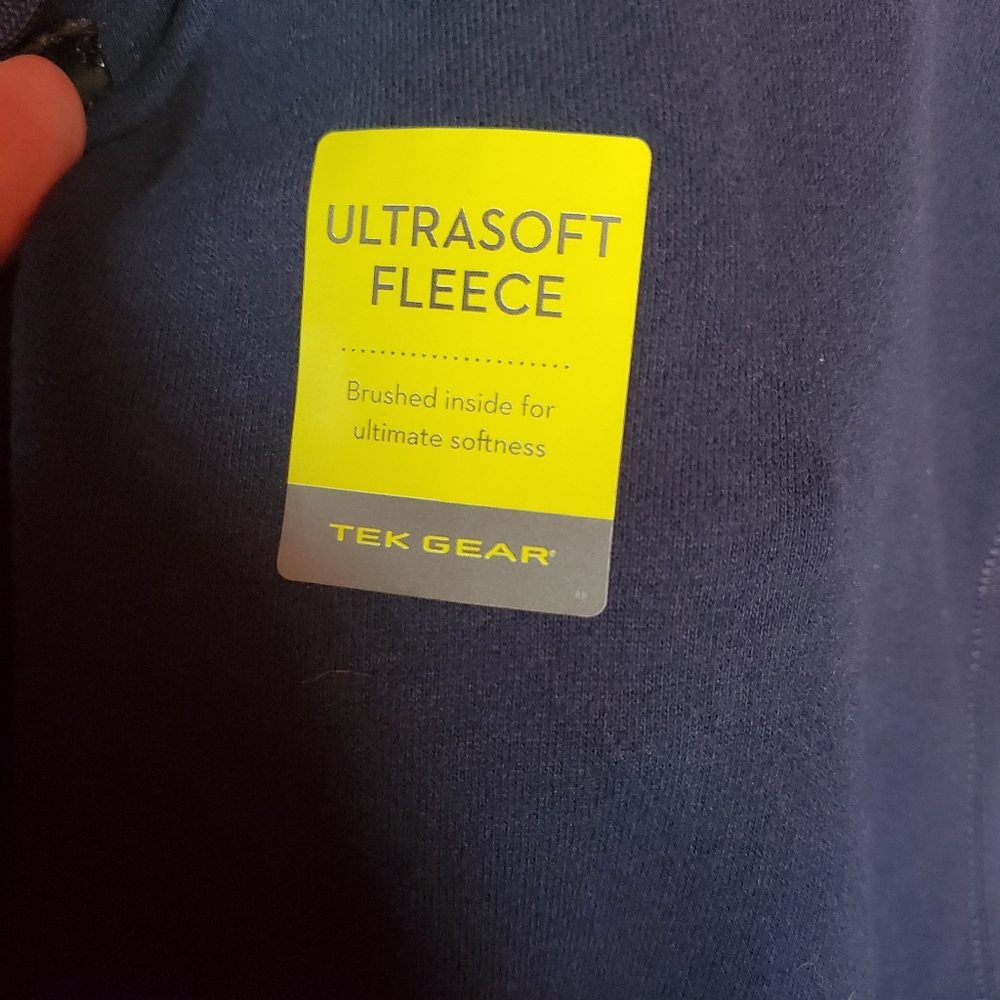 ULTRASOFT
FLEECE
Brushed inside for
ultimate softness
TEK GEAR®